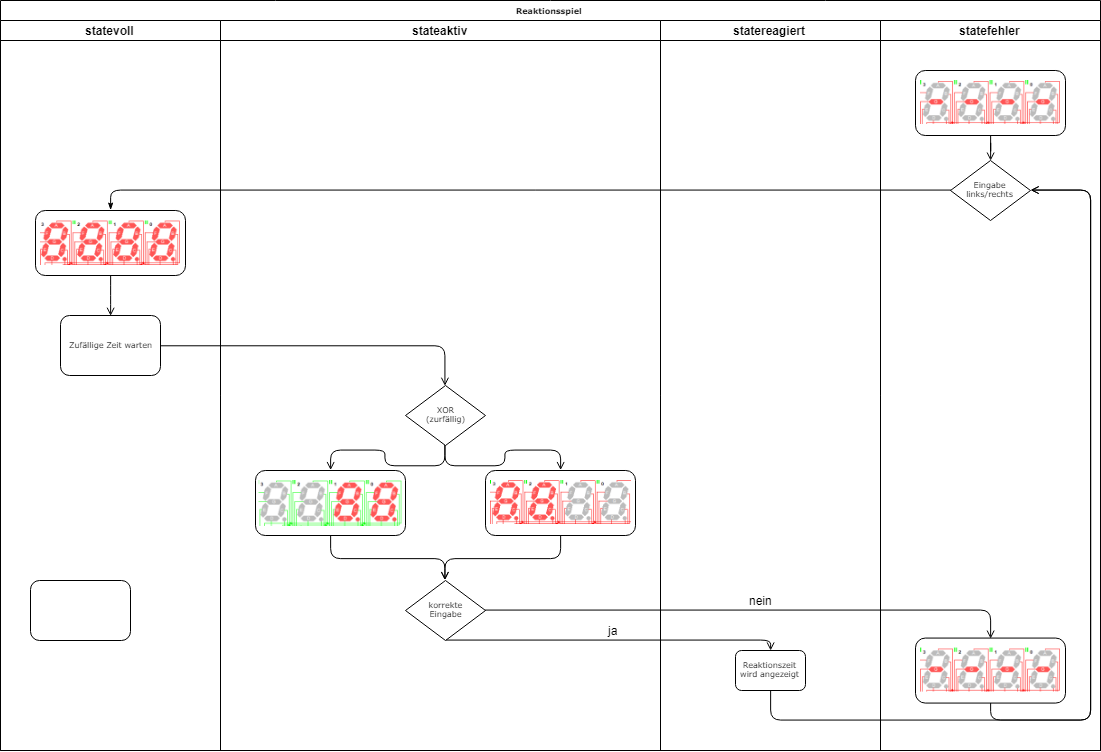 Reaktionsspiel
statevoll
stateaktiv
statereagiert
statefehler
Eingabe
links/rechts
Zufällige Zeit warten
XOR
(zurfällig)
korrekte
Eingabe
nein
ja
Reaktionszeit
wird angezeigt